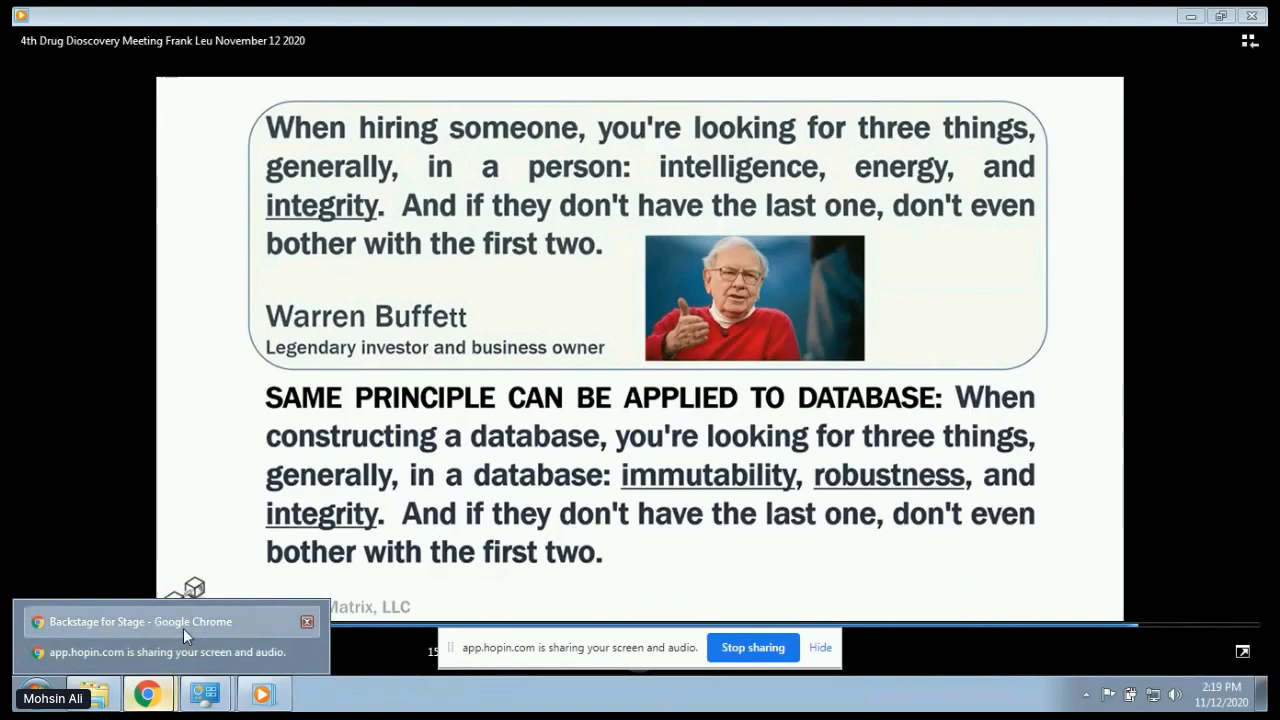 4th Drug Dioscovery Meeting Frank Leu November 12 2020
When hiring someone, you're looking for three things,
generally, in a person: intelligence, energy, and
integrity. And if they don't have the last one, don't even
bother with the first two.
Warren Buffett
Legendary investor and business owner
SAME PRINCIPLE CAN BE APPLIED TO DATABASE: When
constructing a database, you're looking for three things,
generally, in a database: immutability, robustness, and
integrity. And if they don't have the last one, don't even
bother with the first two.
Matrix, LLC
Backstage for Stage - Google Chrome
app.hopin.com is sharing your screen and audio.
15
app.hopin.com is sharing your screen and audio.
Stop sharing
Hide
Mohsin Ali
2:19 PM
11/12/2020